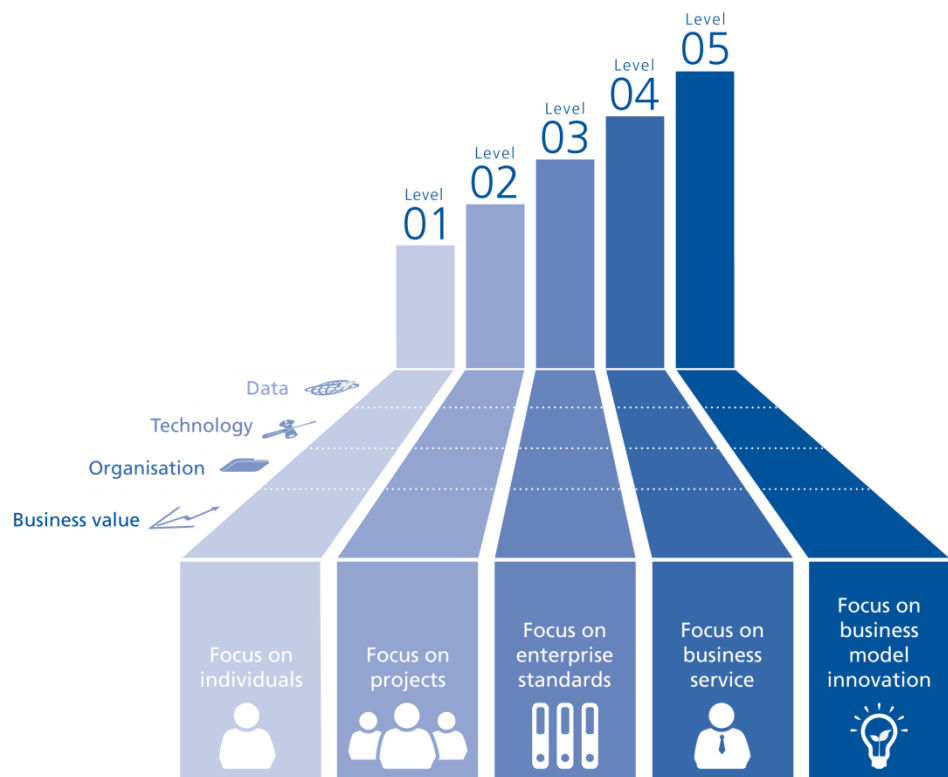 Level
01
Level
02
Level
03
Level
04
Level
05
Data
Technology
Organisation
Business value
Focus on
individuals
Focus on
projects
Focus on
enterprise
standards
Focus on
business
service
Focus on
business
model
innovation